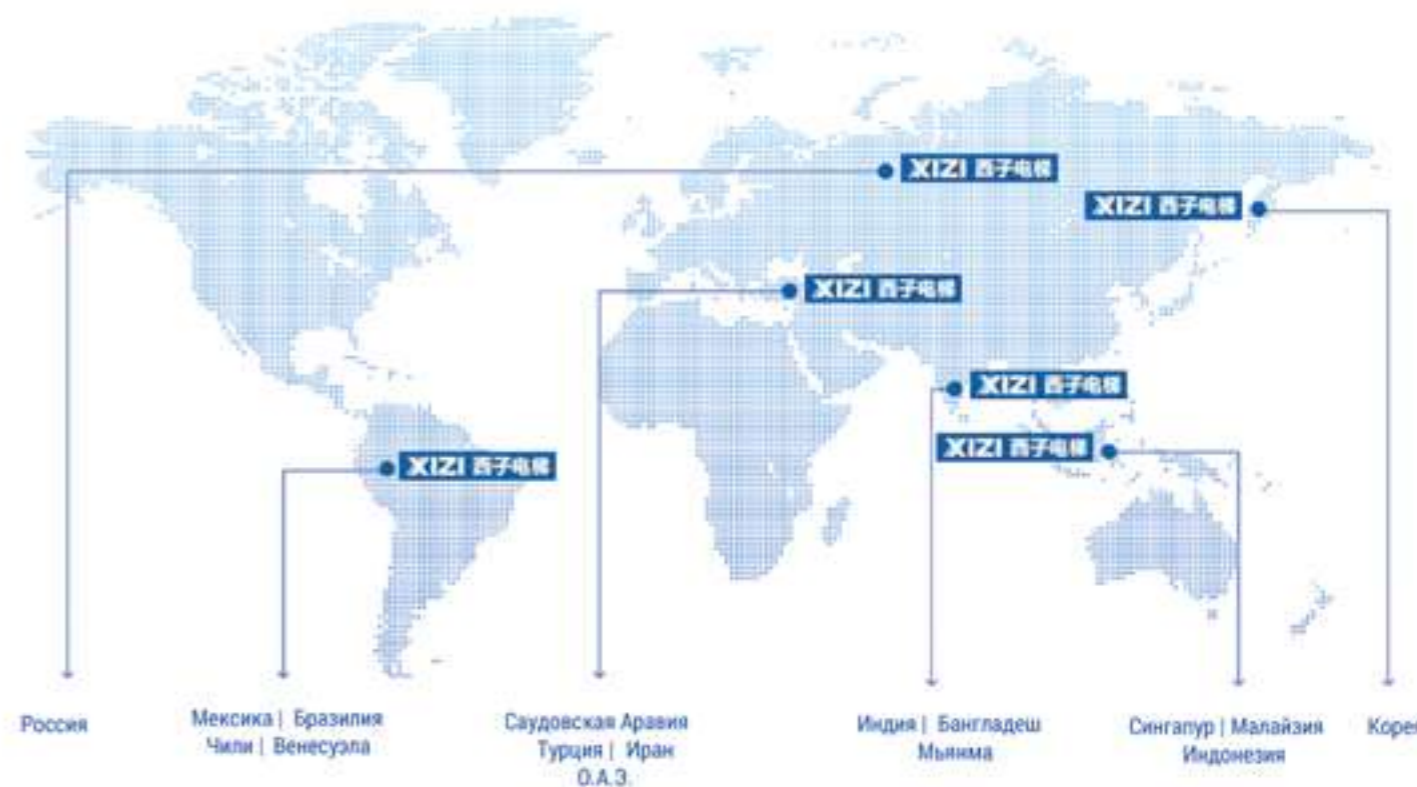 XIZI 西子电梯
XIZI 西子电梯
XIZI 西子电梯
XIZI 西子电梯
XIZI 西子电梯
XIZI 西子电梯
Россия
Мексика | Бразилия
Чили | Венесуэла
Саудовская Аравия
Турция | Иран
О.А.Э.
Индия | Бангладеш
Мьянма
Сингапур | Малайзия
Индонезия
Корея